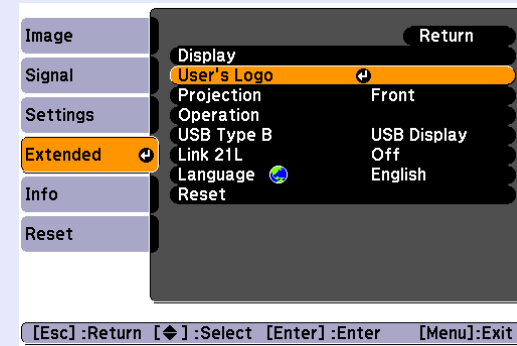 Image
Signal
Settings
Extended
Info
Reset
Return
Display
User's Logo
Projection Front
Operation
USB Type B USB Display
Link 21L Off
Language English
Reset
[Esc] :Return [◆] :Select [Enter] :Enter [Menu]:Exit